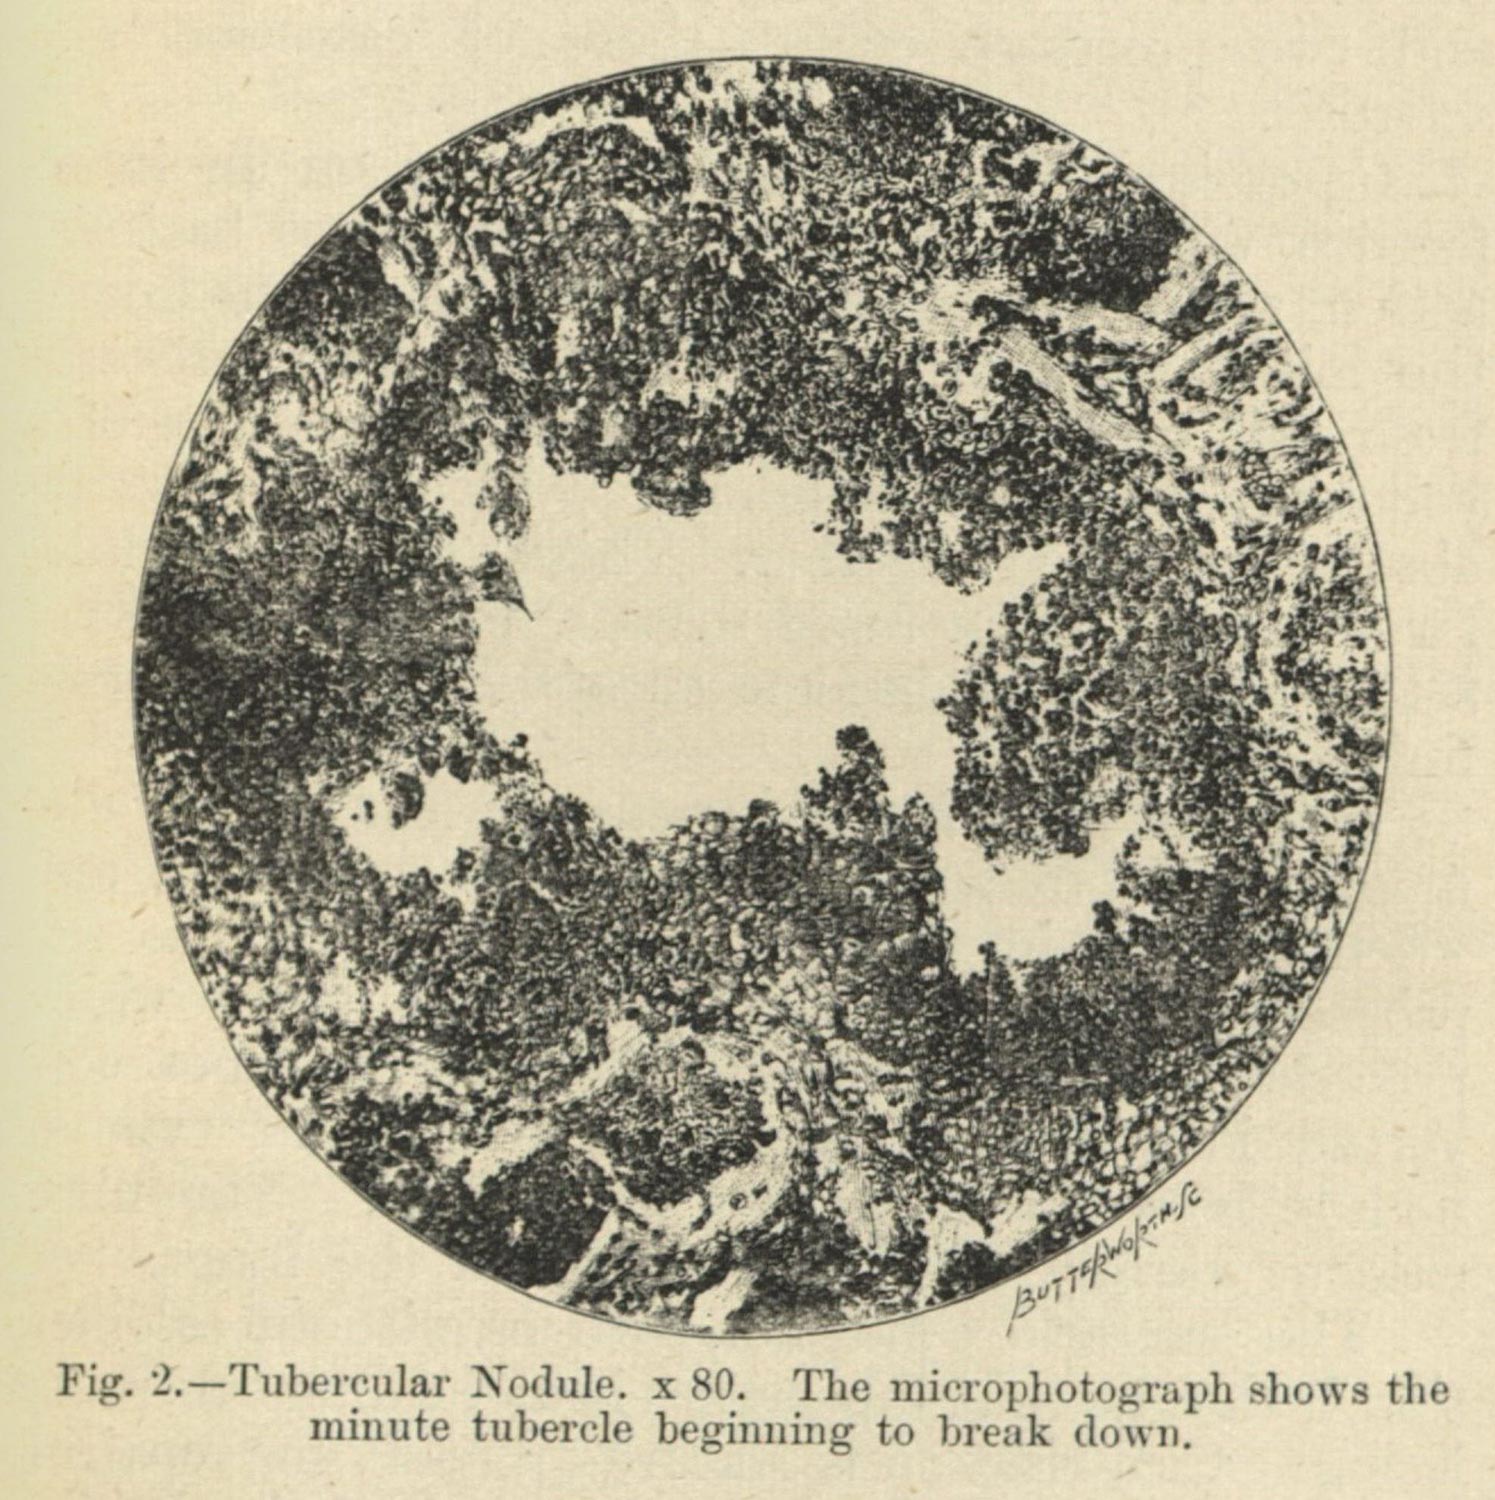 BUTTERWORTH.SC
Fig. 2.—Tubercular Nodule. x 80. The microphotograph shows the
minute tubercle beginning to break down.